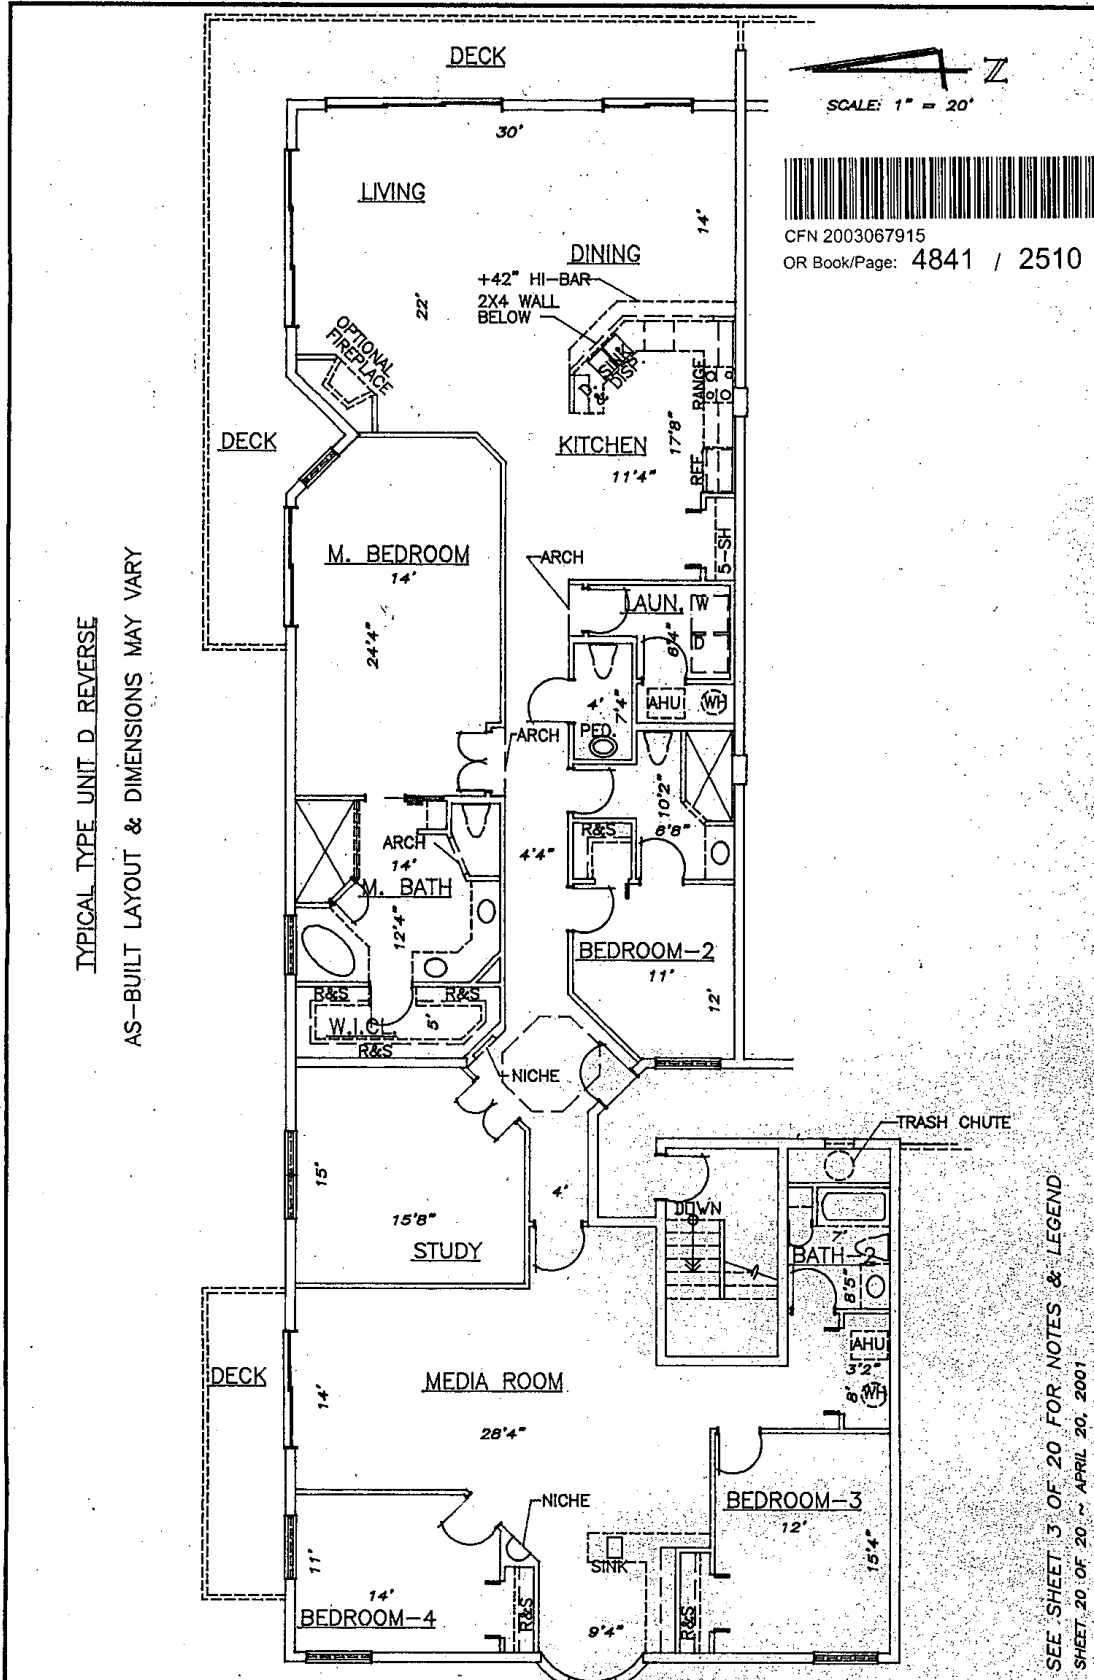 DECK
Z
SCALE: 1" = 20'
30'
LIVING
14'
CFN 2003067915
OR Book/Page: 4841 / 2510
DINING
+42" HI-BAR
2X4 WALL
BELOW
22'
OPTIONAL
FIREPLACE
SINK
& DISP.
D.
RANGE
DECK
KITCHEN
17'8"
11'4"
REF.
5-SH
M. BEDROOM
14'
24'4"
ARCH
LAUN.
W
6'4"
D
4'
7'4"
AHU
WH
PED.
ARCH
TYPICAL TYPE UNIT D REVERSE
AS-BUILT LAYOUT & DIMENSIONS MAY VARY
10'2"
R&S
6'8"
ARCH
14'
4'4"
M. BATH
12'4"
BEDROOM-2
11'
12'
R&S
R&S
W.I.CL.
5'
R&S
NICHE
TRASH CHUTE
15'
15'8"
STUDY
4'
DOWN
7'
BATH-2
8'5"
AHU
3'2"
8'
WH
DECK
MEDIA ROOM
14'
28'4"
NICHE
BEDROOM-3
12'
15'4"
SINK
11'
14'
BEDROOM-4
R&S
9'4"
R&S
SEE SHEET 3 OF 20 FOR NOTES & LEGEND
SHEET 20 OF 20 ~ APRIL 20, 2001